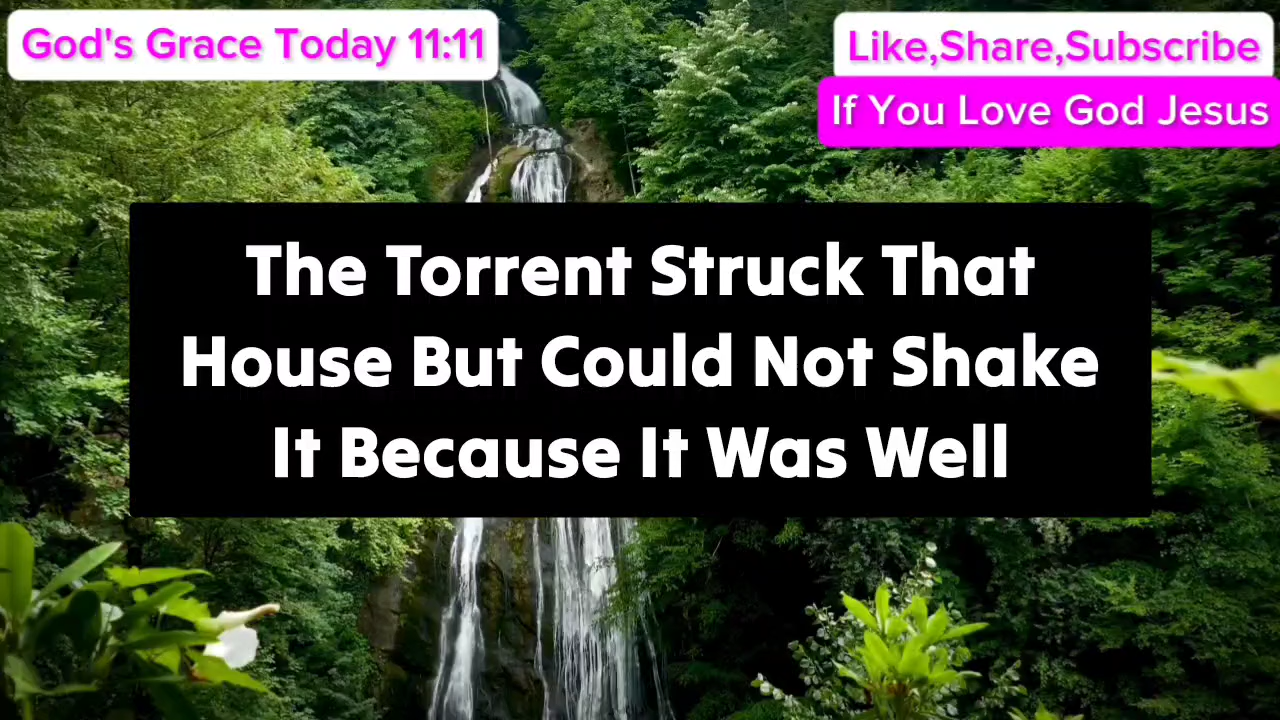 God's Grace Today 11:11
Like,Share,Subscribe
If You Love God Jesus
The Torrent Struck That
House But Could Not Shake
It Because It Was Well